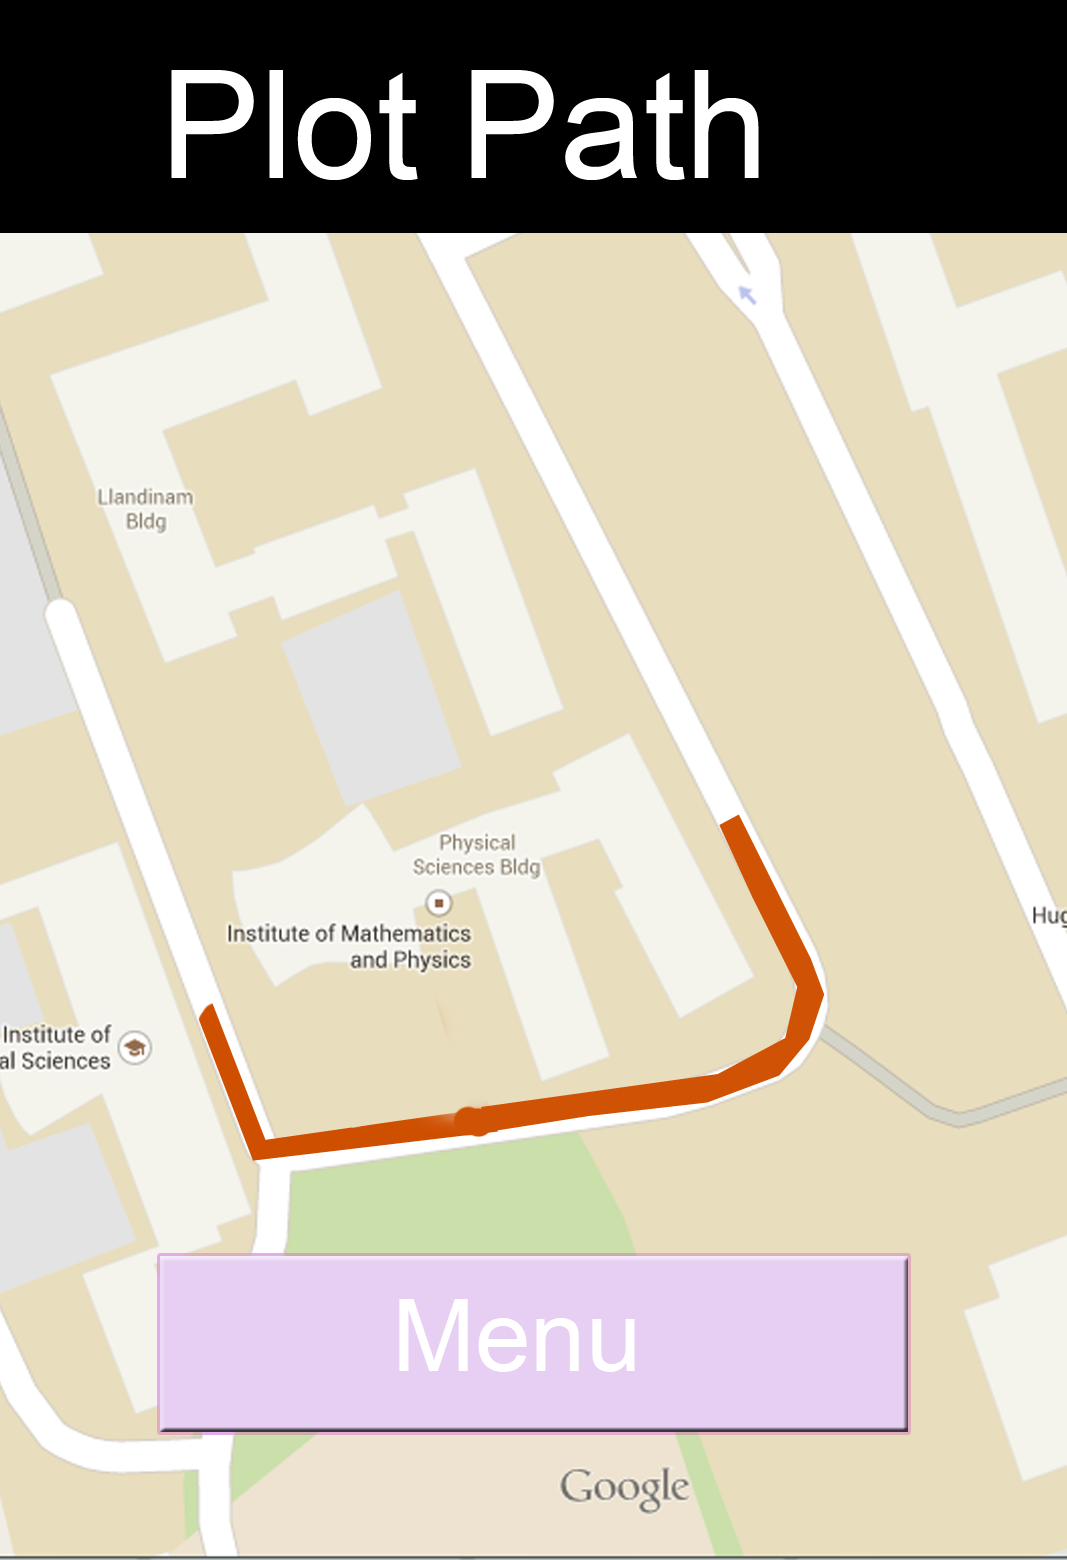 Plot Path
Llandinam
Bldg
Physical
Sciences Bldg
Institute of Mathematics
and Physics
Hug
Institute of
al Sciences
Menu
Google